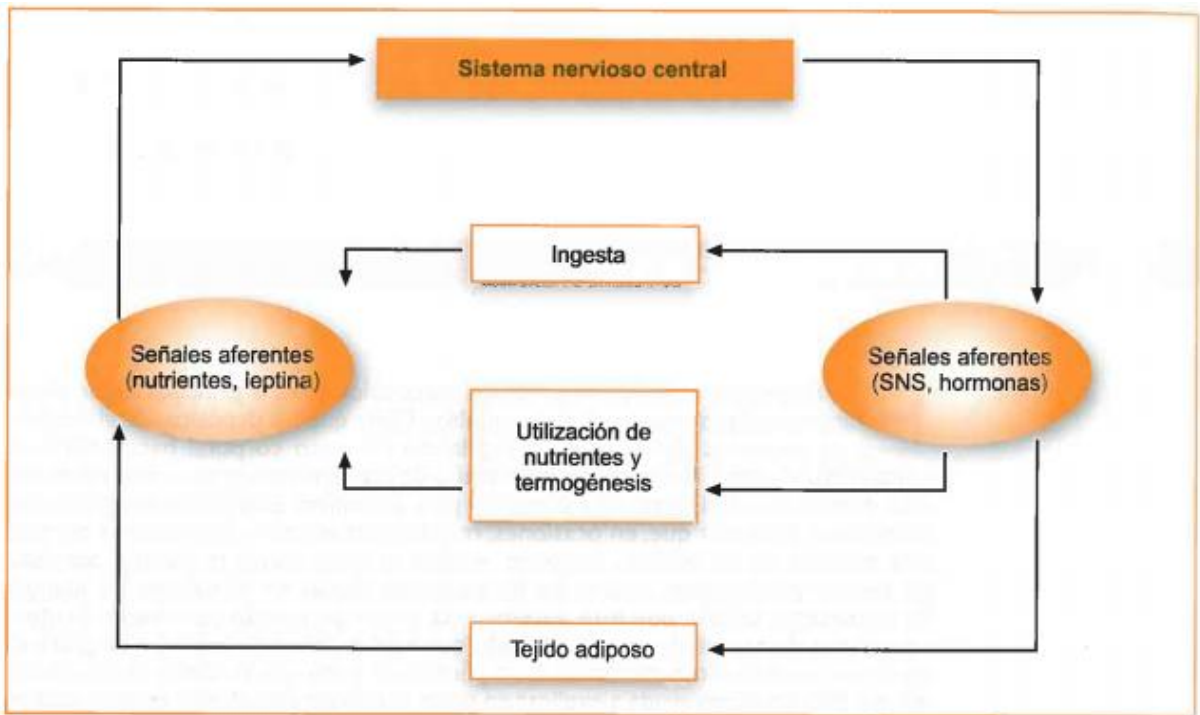 Sistema nervioso central
Ingesta
Señales aferentes
(nutrientes, leptina)
Señales aferentes
(SNS, hormonas)
Utilización de
nutrientes y
termogénesis
Tejido adiposo